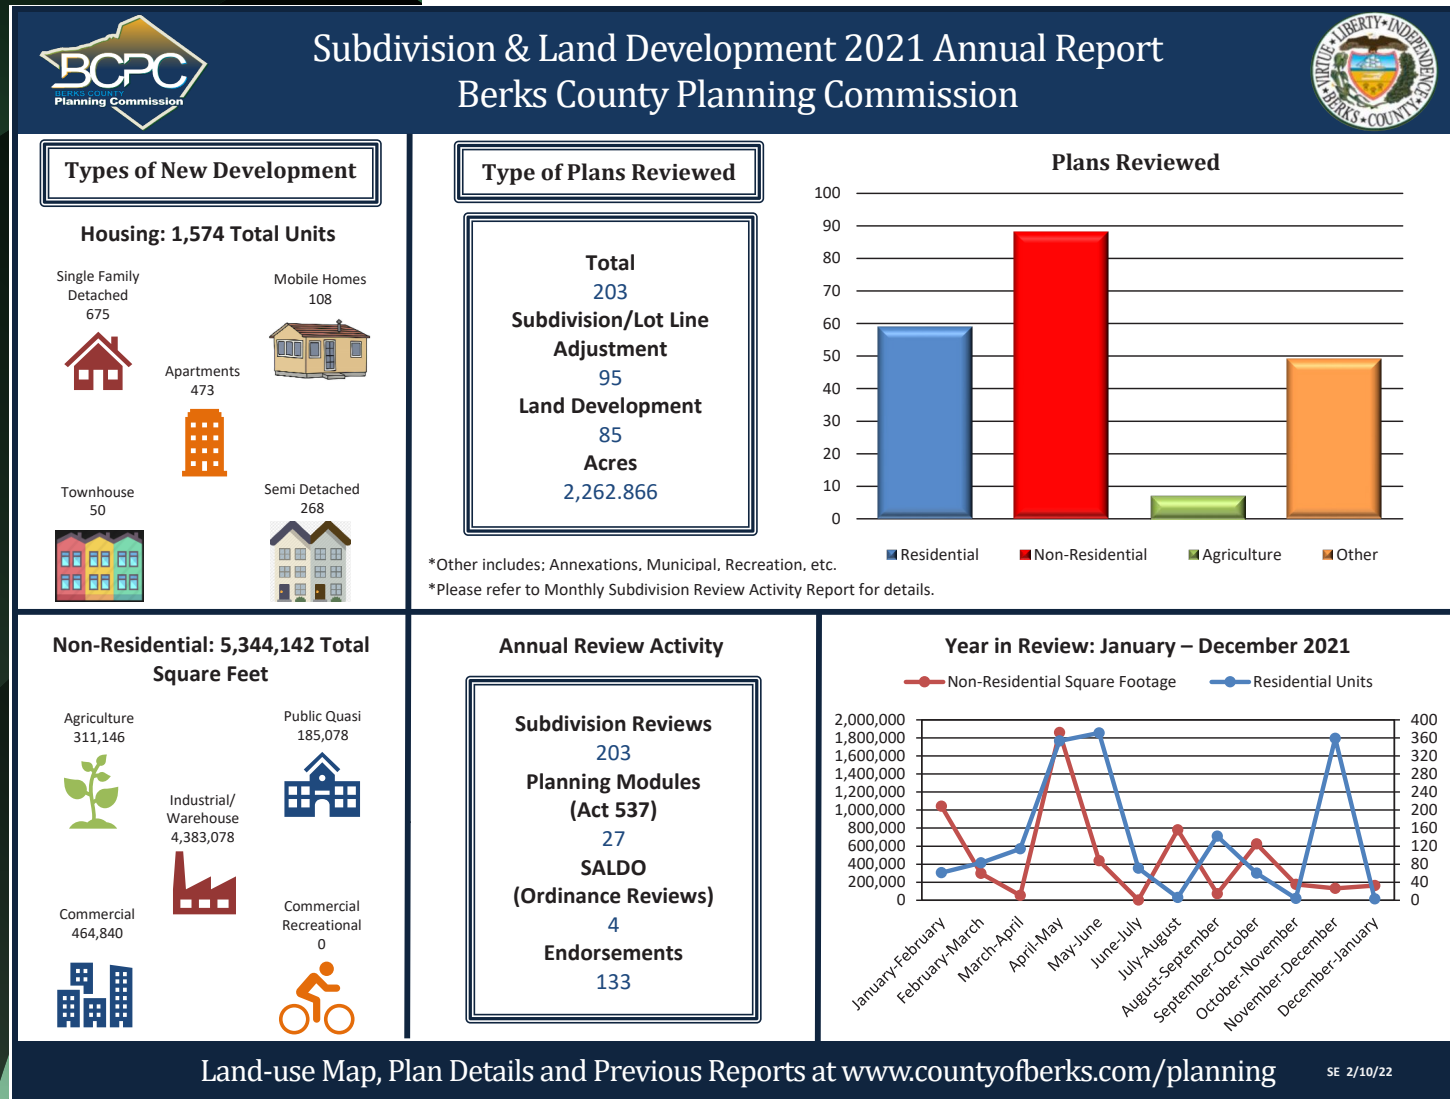 BCPC
BERKS COUNTY
Planning Commission
Subdivision & Land Development 2021 Annual Report
Berks County Planning Commission
VIRTUE • LIBERTY • INDEPENDENCE
BERKS • COUNTY
Types of New Development
Housing: 1,574 Total Units
Single Family
Detached
675
Mobile Homes
108
Apartments
473
Townhouse
50
Semi Detached
268
Type of Plans Reviewed
Total
203
Subdivision/Lot Line
Adjustment
95
Land Development
85
Acres
2,262.866
*Other includes; Annexations, Municipal, Recreation, etc.
*Please refer to Monthly Subdivision Review Activity Report for details.
Plans Reviewed
100
90
80
70
60
50
40
30
20
10
0
Residential
Non-Residential
Agriculture
Other
Non-Residential: 5,344,142 Total
Square Feet
Agriculture
311,146
Public Quasi
185,078
Industrial/
Warehouse
4,383,078
Commercial
464,840
Commercial
Recreational
0
Annual Review Activity
Subdivision Reviews
203
Planning Modules
(Act 537)
27
SALDO
(Ordinance Reviews)
4
Endorsements
133
Year in Review: January – December 2021
Non-Residential Square Footage
Residential Units
2,000,000
1,800,000
1,600,000
1,400,000
1,200,000
1,000,000
800,000
600,000
400,000
200,000
0
400
360
320
280
240
200
160
120
80
40
0
January-February
February-March
March-April
April-May
May-June
June-July
July-August
August-September
September-October
October-November
November-December
December-January
Land-use Map, Plan Details and Previous Reports at www.countyofberks.com/planning
SE 2/10/22